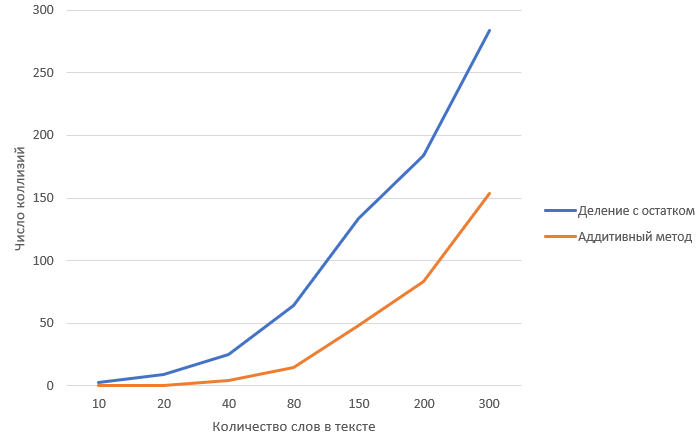 300
250
200
150
100
50
0
Число коллизий
10 20 40 80 150 200 300
Количество слов в тексте
Деление с остатком
Аддитивный метод